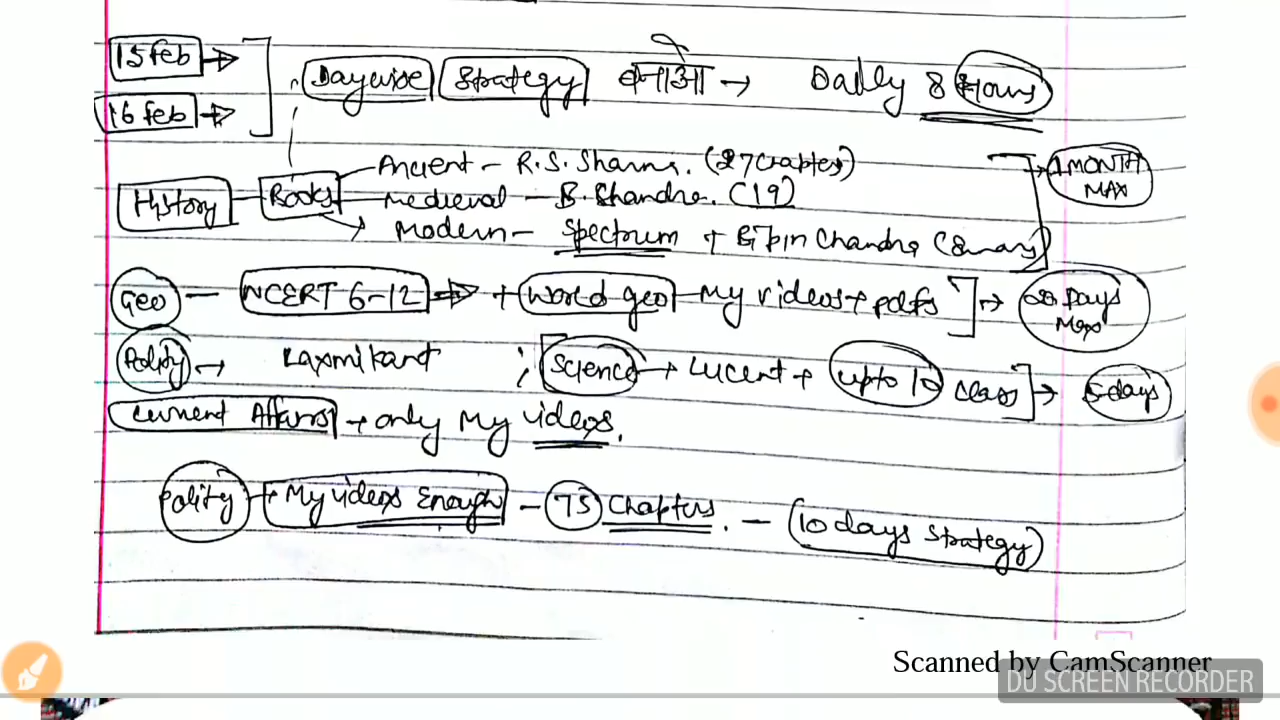 15 Feb →
16 Feb →
Daywise Strategy बनाओ → Daily 8 Hours
History - Books
Ancient - R.S. Sharma. (27 Chapter)
Medieval - S. Chandra. (19)
→ Modern - Spectrum + Bipin Chandra
→ 1 MONTH MAX
Geo - NCERT 6-12 → + World geo - My videos + pdfs → Days Max
Polity → Laxmikant ; Science → Lucent + upto 10 class → 5 days
Current Affairs → only My videos.
Polity → My videos Enough - 75 Chapters. - (10 days strategy)
Scanned by CamScanner
DU SCREEN RECORDER